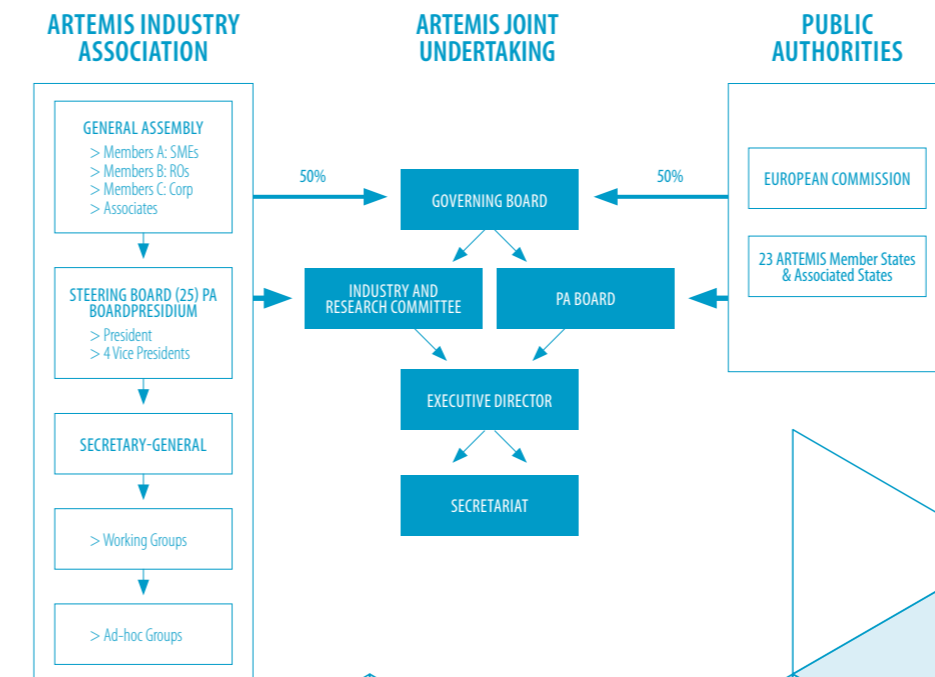 ARTEMIS INDUSTRY
ASSOCIATION
GENERAL ASSEMBLY
> Members A: SMEs
> Members B: ROs
> Members C: Corp
> Associates
STEERING BOARD (25) PA
BOARDPRESIDIUM
> President
> 4 Vice Presidents
SECRETARY-GENERAL
> Working Groups
> Ad-hoc Groups
ARTEMIS JOINT
UNDERTAKING
50%
50%
GOVERNING BOARD
INDUSTRY AND
RESEARCH COMMITTEE
PA BOARD
EXECUTIVE DIRECTOR
SECRETARIAT
PUBLIC
AUTHORITIES
EUROPEAN COMMISSION
23 ARTEMIS Member States
& Associated States